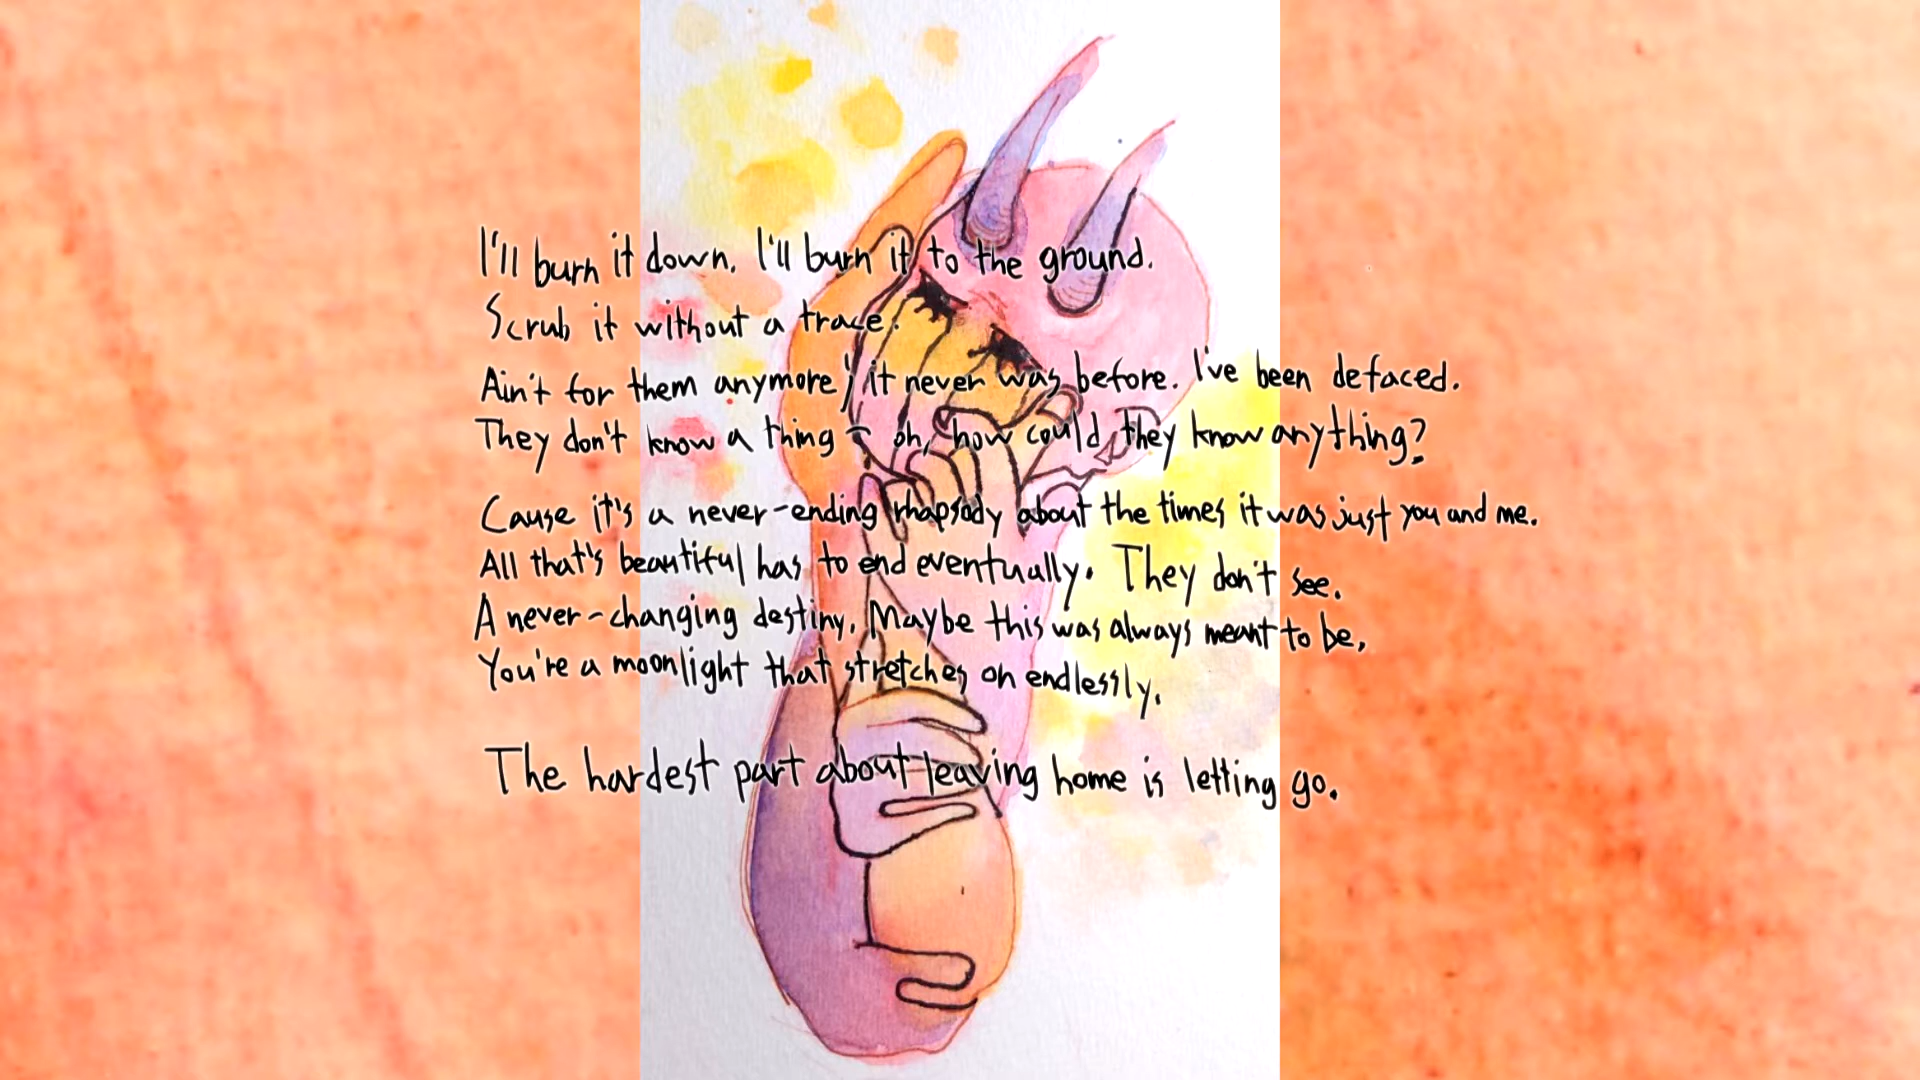 I'll burn it down. I'll burn it to the ground.
Scrub it without a trace.
Ain't for them anymore; it never was before. I've been defaced.
They don't know a thing – oh, how could they know anything?
Cause it's a never-ending rhapsody about the times it was just you and me.
All that's beautiful has to end eventually. They don't see.
A never-changing destiny. Maybe this was always meant to be.
You're a moonlight that stretches on endlessly.
The hardest part about leaving home is letting go.